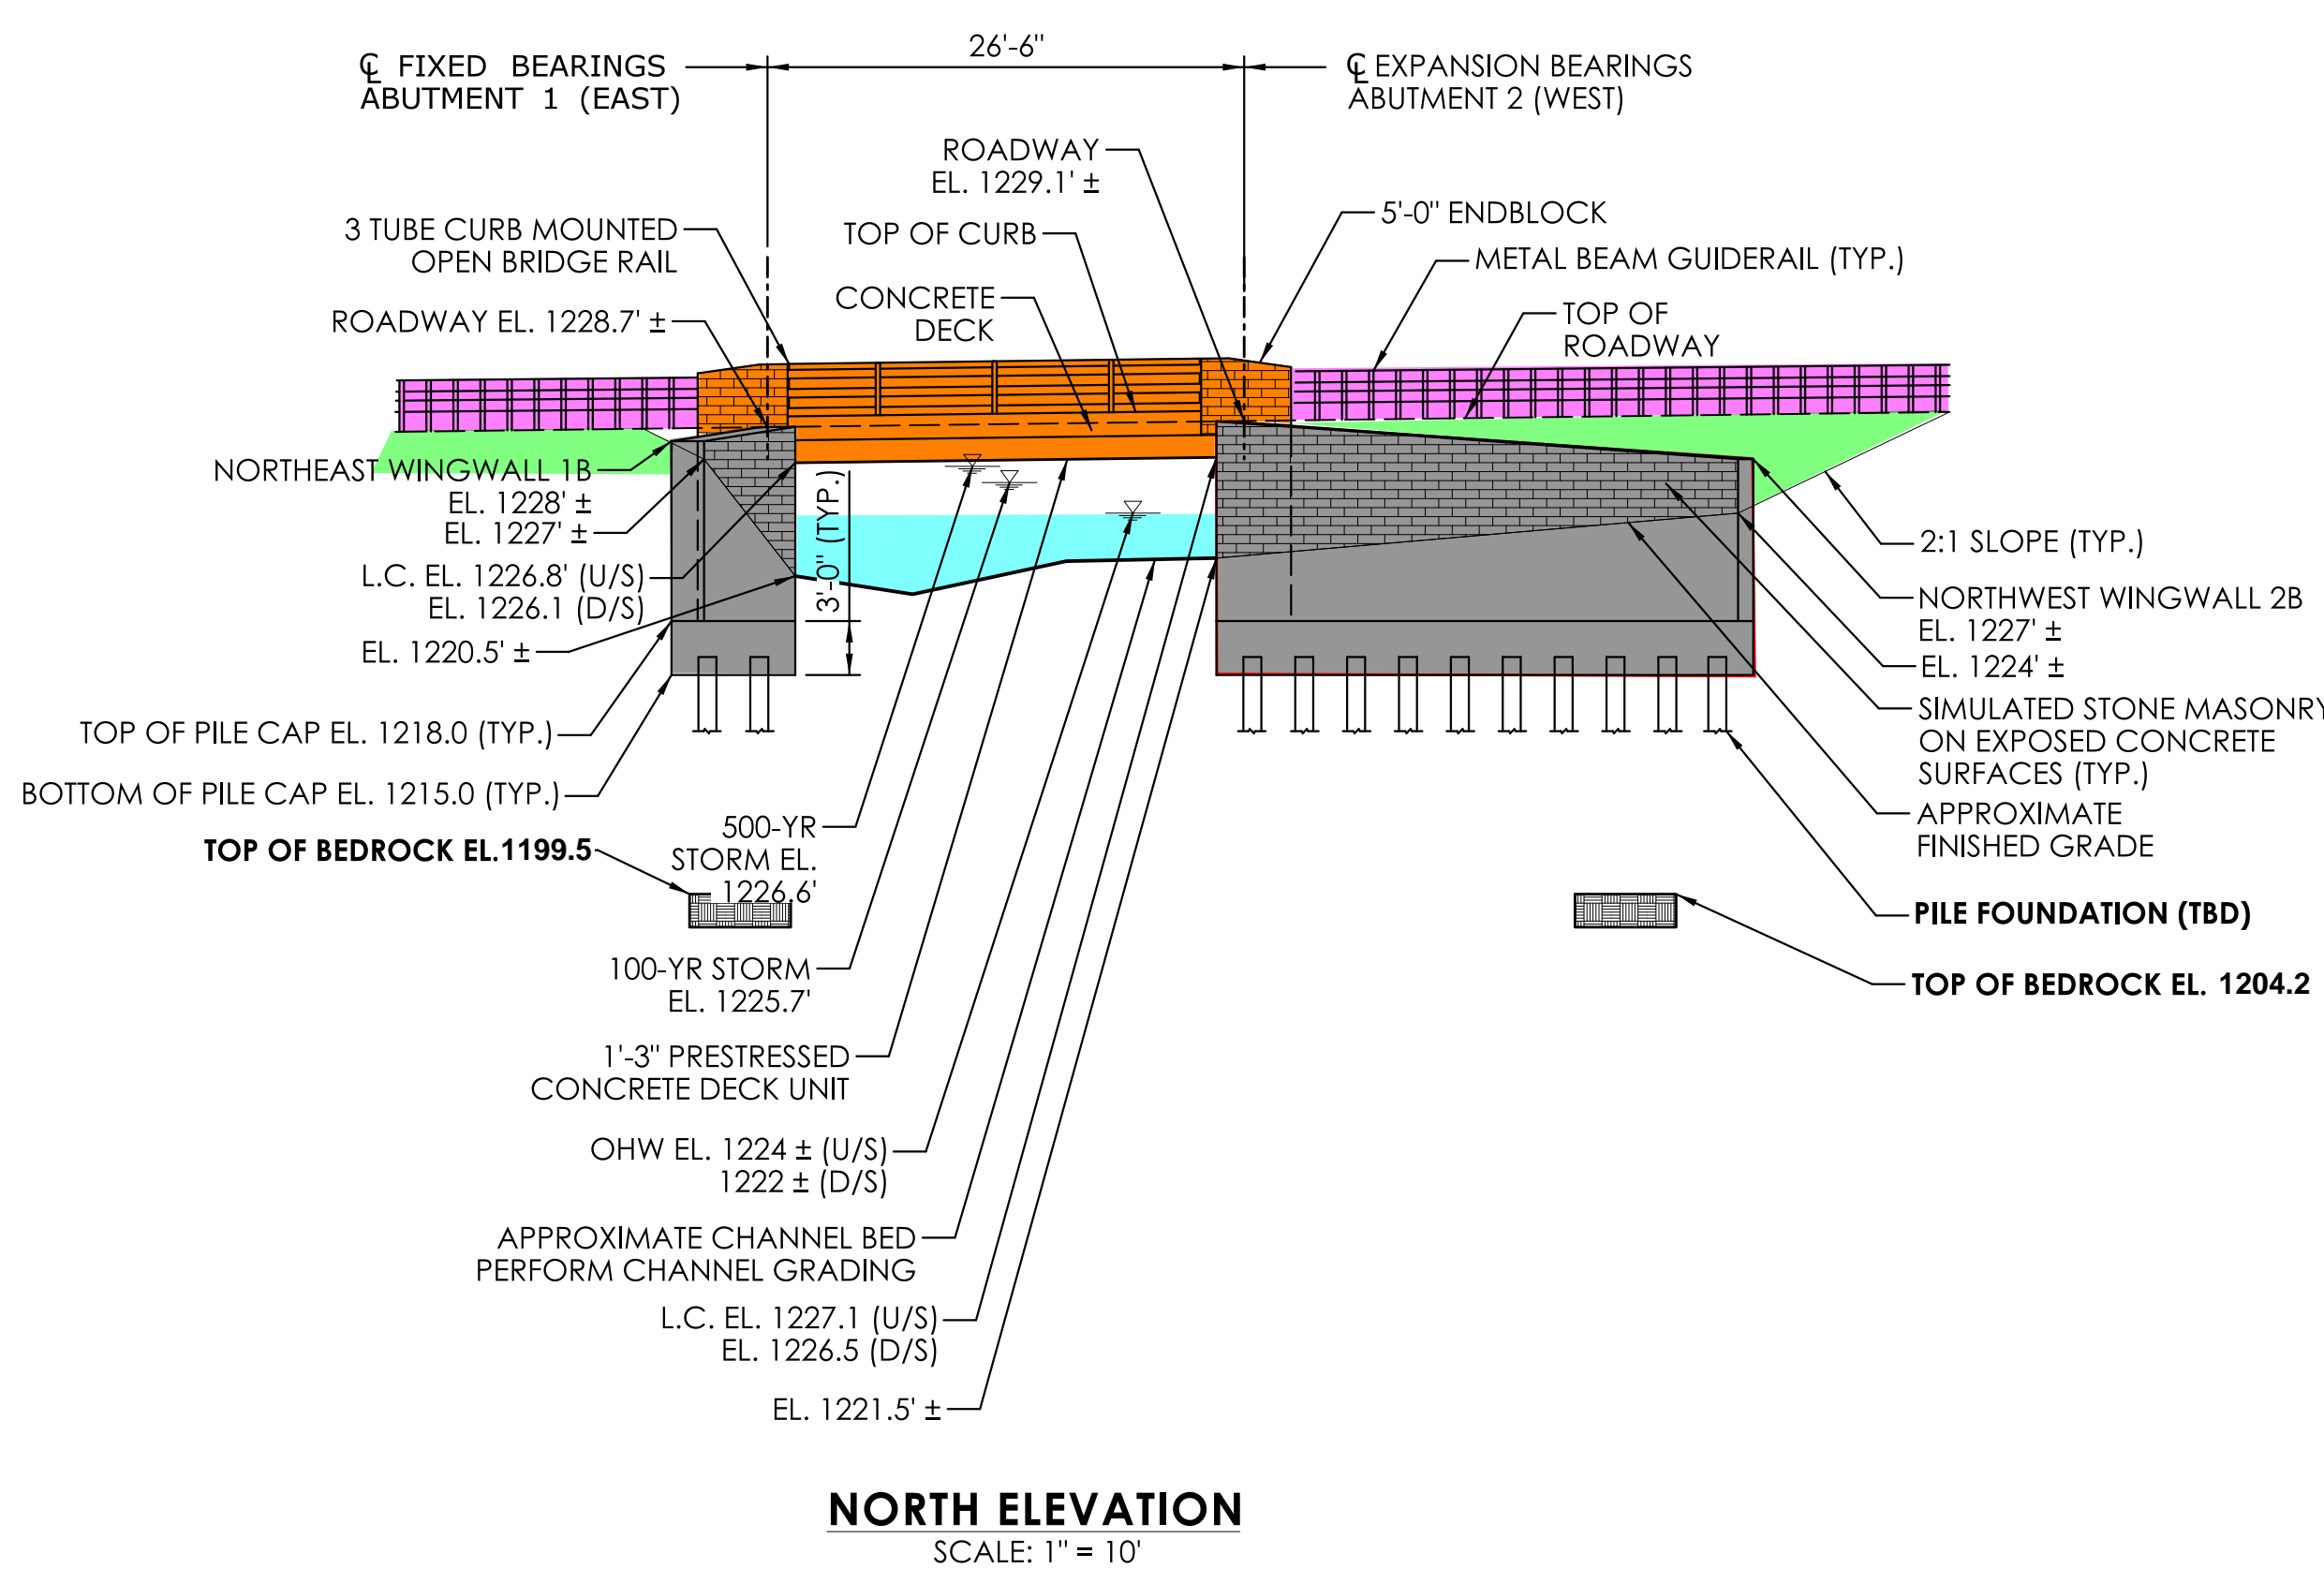 26'-6"
℄ FIXED BEARINGS
ABUTMENT 1 (EAST)
℄ EXPANSION BEARINGS
ABUTMENT 2 (WEST)
ROADWAY
EL. 1229.1' ±
3 TUBE CURB MOUNTED
OPEN BRIDGE RAIL
TOP OF CURB
5'-0" ENDBLOCK
METAL BEAM GUIDERAIL (TYP.)
CONCRETE
DECK
ROADWAY EL. 1228.7' ±
TOP OF
ROADWAY
NORTHEAST WINGWALL 1B
EL. 1228' ±
EL. 1227' ±
L.C. EL. 1226.8' (U/S)
EL. 1226.1 (D/S)
EL. 1220.5' ±
3'-0" (TYP.)
2:1 SLOPE (TYP.)
NORTHWEST WINGWALL 2B
EL. 1227' ±
EL. 1224' ±
SIMULATED STONE MASONRY
ON EXPOSED CONCRETE
SURFACES (TYP.)
APPROXIMATE
FINISHED GRADE
TOP OF PILE CAP EL. 1218.0 (TYP.)
BOTTOM OF PILE CAP EL. 1215.0 (TYP.)
TOP OF BEDROCK EL.1199.5
500-YR
STORM EL.
1226.6'
PILE FOUNDATION (TBD)
TOP OF BEDROCK EL. 1204.2
100-YR STORM
EL. 1225.7'
1'-3" PRESTRESSED
CONCRETE DECK UNIT
OHW EL. 1224 ± (U/S)
1222 ± (D/S)
APPROXIMATE CHANNEL BED
PERFORM CHANNEL GRADING
L.C. EL. 1227.1 (U/S)
EL. 1226.5 (D/S)
EL. 1221.5' ±
NORTH ELEVATION
SCALE: 1" = 10'